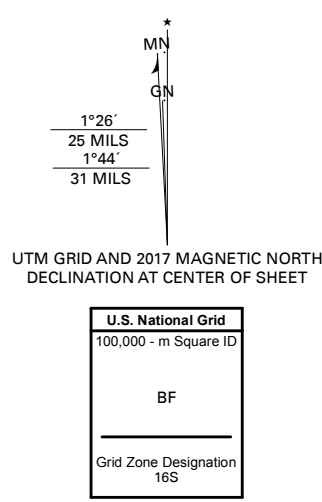 MN
GN
1°26´
25 MILS
1°44´
31 MILS
UTM GRID AND 2017 MAGNETIC NORTH
DECLINATION AT CENTER OF SHEET
U.S. National Grid
100,000 - m Square ID
BF
Grid Zone Designation
16S